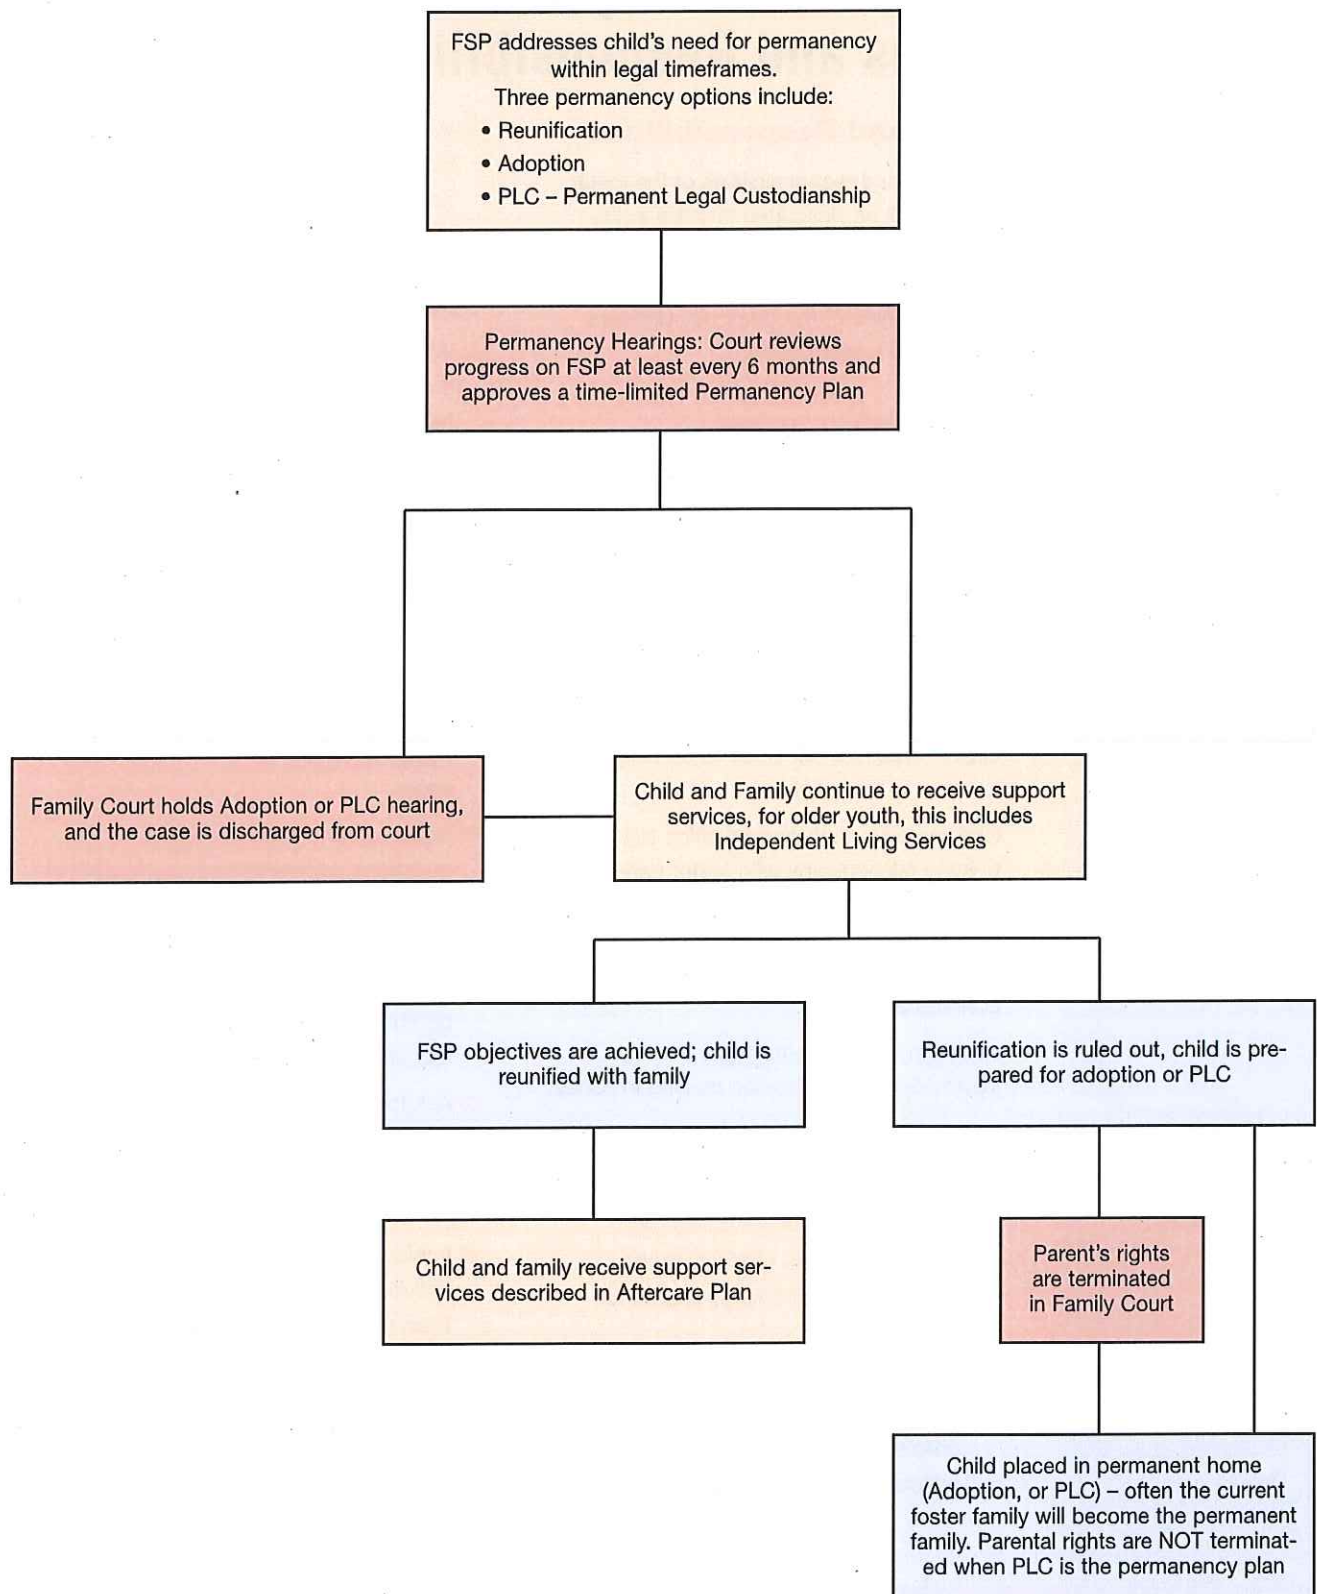 FSP addresses child's need for permanency
within legal timeframes.
Three permanency options include:
• Reunification
• Adoption
• PLC – Permanent Legal Custodianship
Permanency Hearings: Court reviews
progress on FSP at least every 6 months and
approves a time-limited Permanency Plan
Family Court holds Adoption or PLC hearing,
and the case is discharged from court
Child and Family continue to receive support
services, for older youth, this includes
Independent Living Services
FSP objectives are achieved; child is
reunified with family
Reunification is ruled out, child is pre-
pared for adoption or PLC
Child and family receive support ser-
vices described in Aftercare Plan
Parent's rights
are terminated
in Family Court
Child placed in permanent home
(Adoption, or PLC) – often the current
foster family will become the permanent
family. Parental rights are NOT terminat-
ed when PLC is the permanency plan